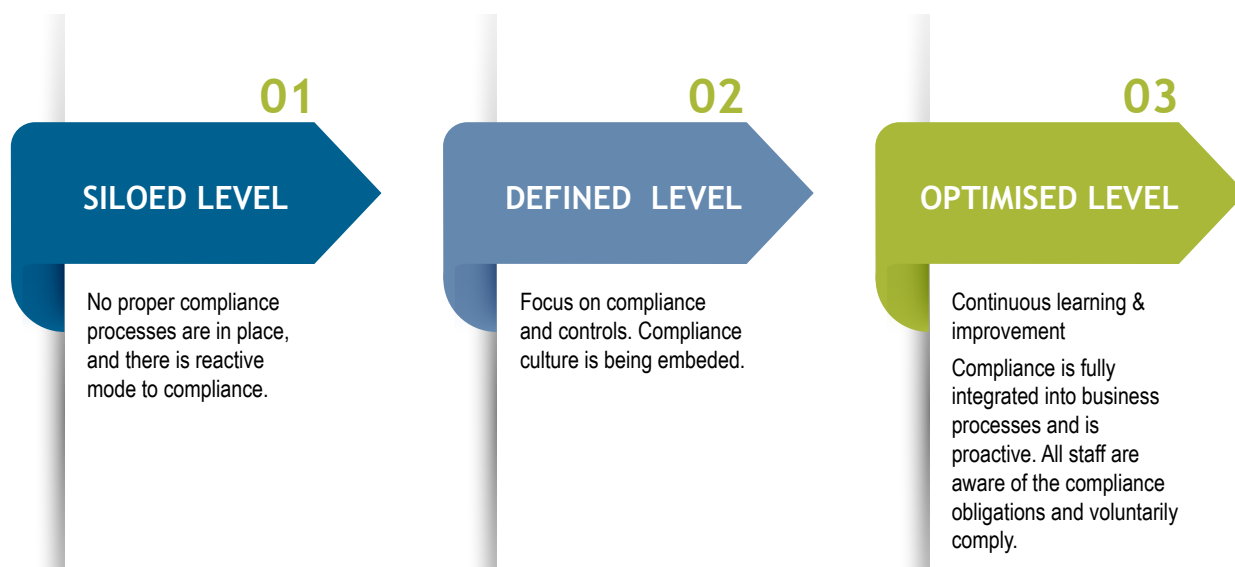 01
SILOED LEVEL
No proper compliance
processes are in place,
and there is reactive
mode to compliance.
02
DEFINED LEVEL
Focus on compliance
and controls. Compliance
culture is being embeded.
03
OPTIMISED LEVEL
Continuous learning &
improvement
Compliance is fully
integrated into business
processes and is
proactive. All staff are
aware of the compliance
obligations and voluntarily
comply.